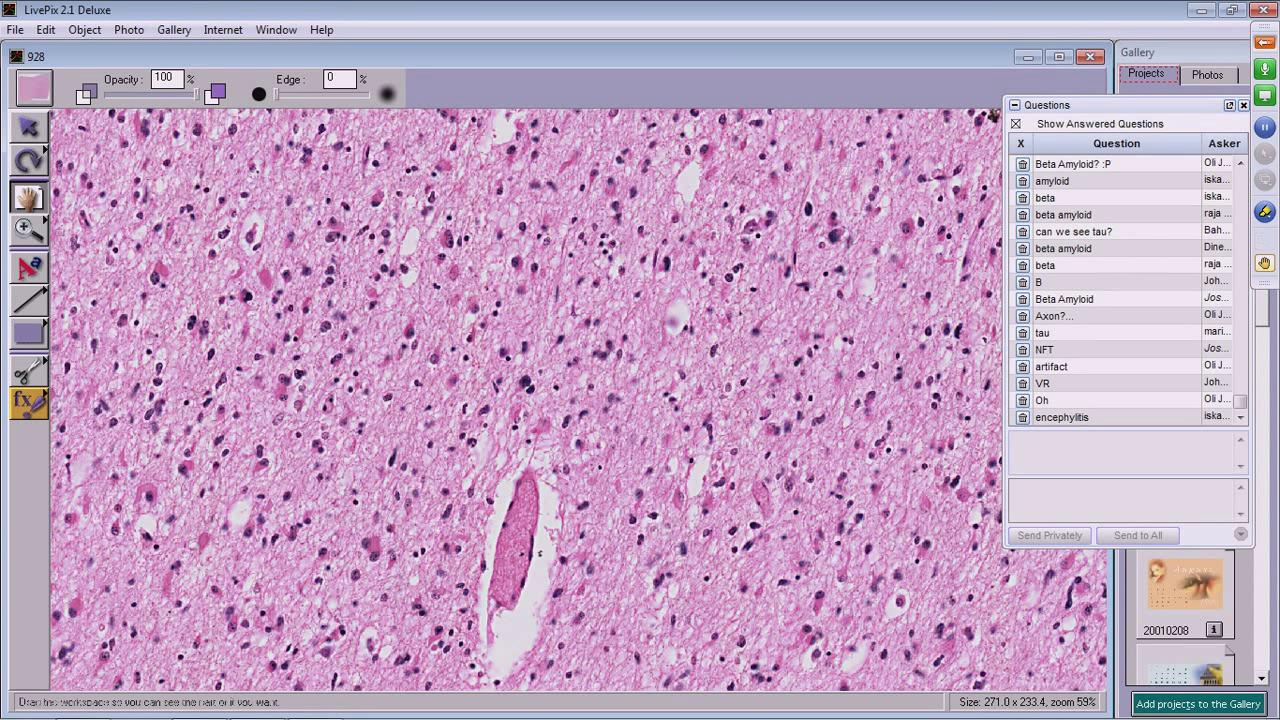 LivePix 2.1 Deluxe
File Edit Object Photo Gallery Internet Window Help
928
Gallery
Opacity: 100 % Edge: 0 %
Projects Photos
Questions
Show Answered Questions
X Question Asker
Beta Amyloid? :P Oli J...
amyloid iska...
beta iska...
beta amyloid raja ...
can we see tau? Bah...
beta amyloid Dine...
beta raja ...
B Joh...
Beta Amyloid Jos...
Axon?... Oli J...
tau mari...
NFT Jos...
artifact Oli J...
VR Joh...
Oh Oli J...
encephylitis iska...
Send Privately Send to All
20010208
Size: 271.0 x 233.4, zoom 59%
Add projects to the Gallery